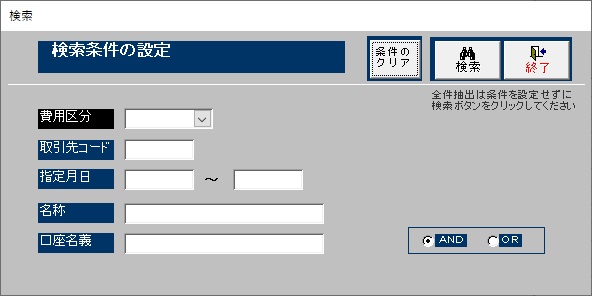 検索
検索条件の設定
条件の
クリア
検索
終了
全件抽出は条件を設定せずに
検索ボタンをクリックしてください
費用区分
取引先コード
指定月日
～
名称
口座名義
AND
OR